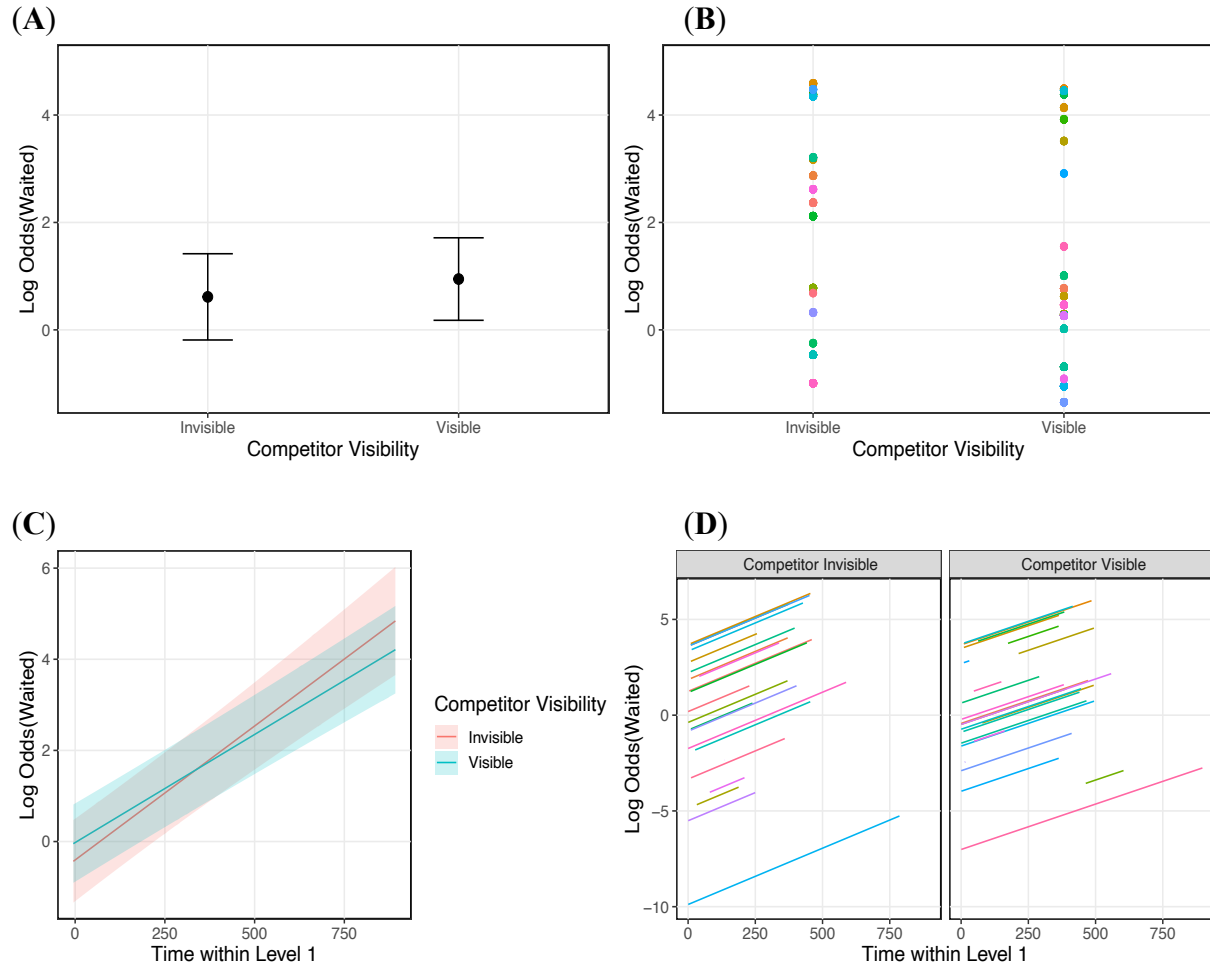 (A)
Log Odds(Waited)
4
2
0
Invisible
Visible
Competitor Visibility
(B)
Log Odds(Waited)
4
2
0
Invisible
Visible
Competitor Visibility
(C)
Log Odds(Waited)
6
4
2
0
0
250
500
750
Time within Level 1
Competitor Visibility
Invisible
Visible
(D)
Competitor Invisible
Competitor Visible
Log Odds(Waited)
5
0
−5
−10
0
250
500
750
0
250
500
750
Time within Level 1